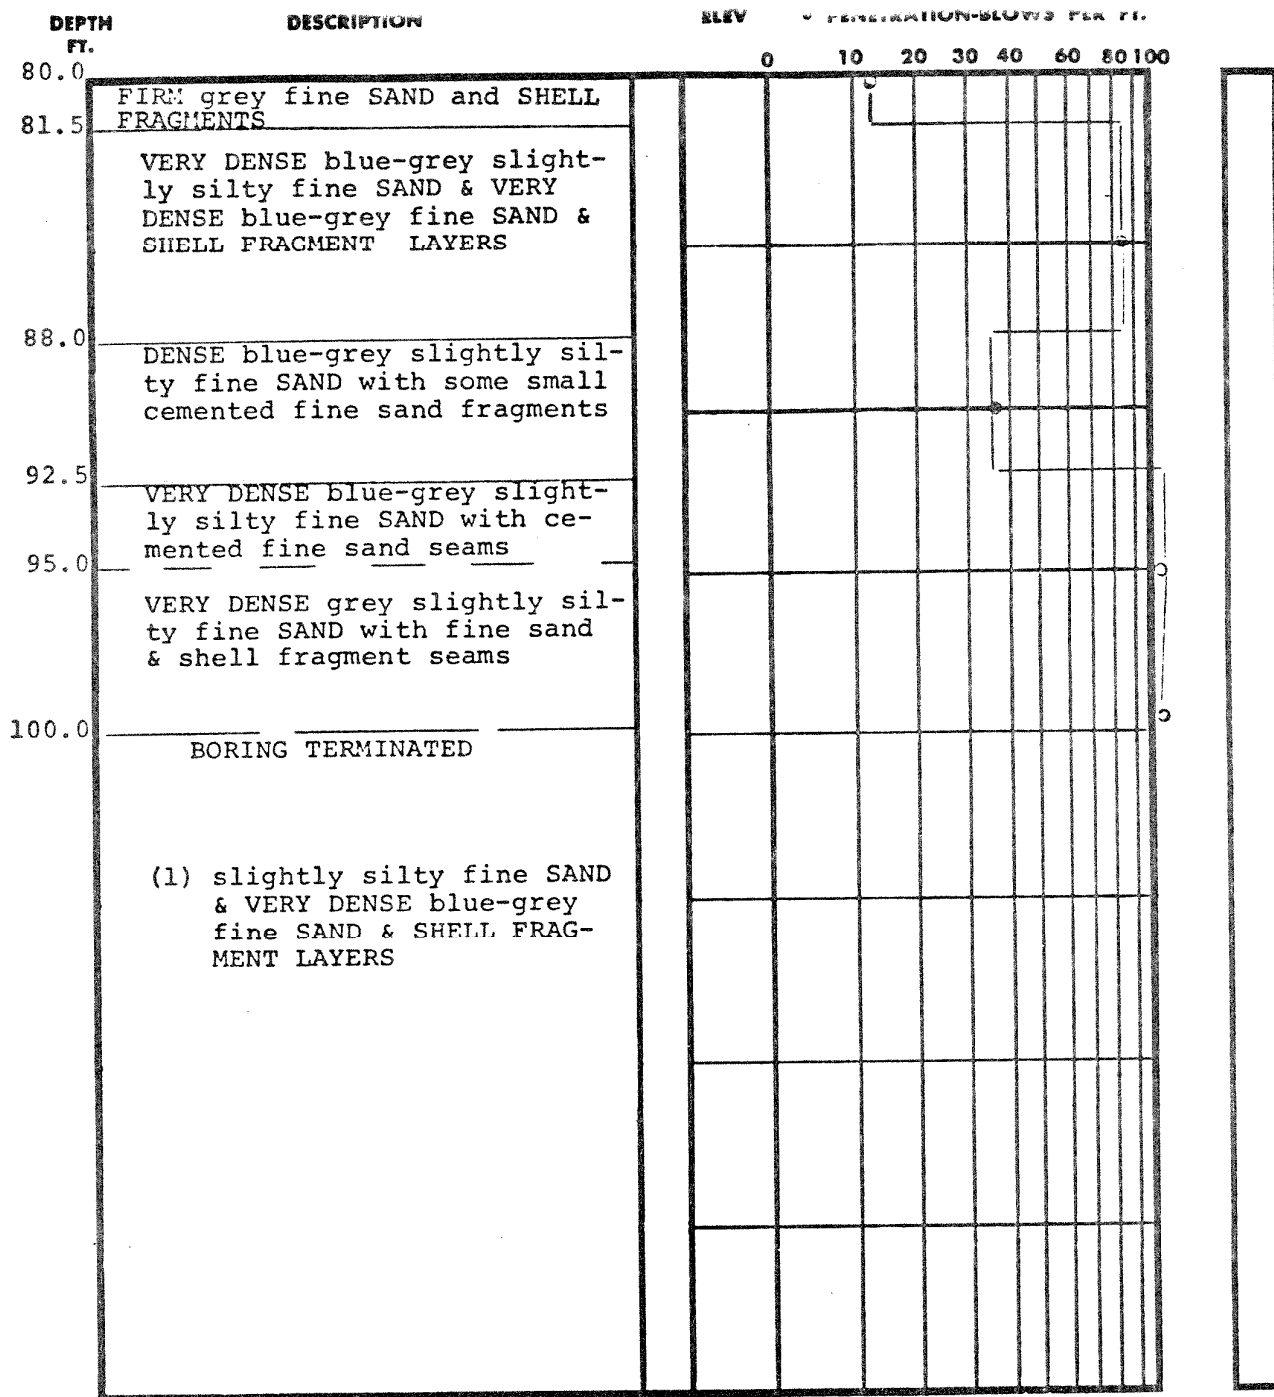 DEPTH FT.
DESCRIPTION
ELEV
PENETRATION-BLOWS PER FT.
0 10 20 30 40 60 80 100
80.0
FIRM grey fine SAND and SHELL
FRAGMENTS
81.5
VERY DENSE blue-grey slight-
ly silty fine SAND & VERY
DENSE blue-grey fine SAND &
SHELL FRAGMENT LAYERS
88.0
DENSE blue-grey slightly sil-
ty fine SAND with some small
cemented fine sand fragments
92.5
VERY DENSE blue-grey slight-
ly silty fine SAND with ce-
mented fine sand seams
95.0
VERY DENSE grey slightly sil-
ty fine SAND with fine sand
& shell fragment seams
100.0
BORING TERMINATED
(1) slightly silty fine SAND
& VERY DENSE blue-grey
fine SAND & SHELL FRAG-
MENT LAYERS